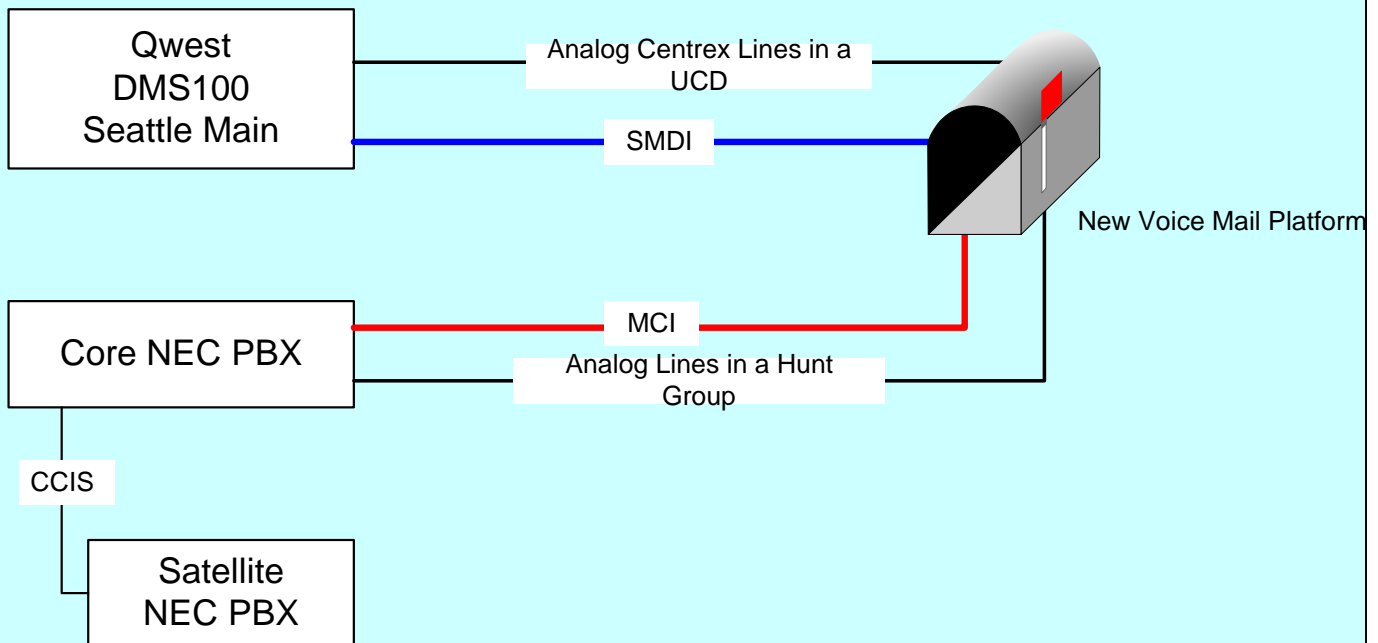 Qwest
DMS100
Seattle Main
Analog Centrex Lines in a
UCD
SMDI
New Voice Mail Platform
Core NEC PBX
MCI
Analog Lines in a Hunt
Group
CCIS
Satellite
NEC PBX